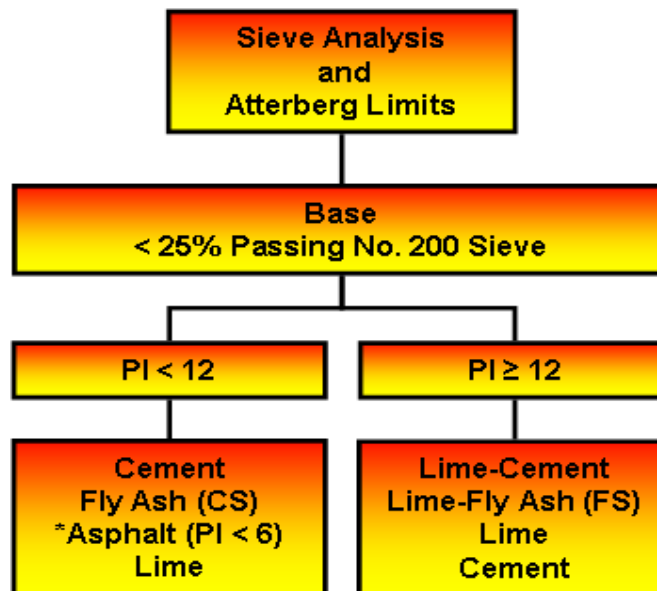 Sieve Analysis
and
Atterberg Limits
Base
< 25% Passing No. 200 Sieve
PI < 12
PI ≥ 12
Cement
Fly Ash (CS)
*Asphalt (PI < 6)
Lime
Lime-Cement
Lime-Fly Ash (FS)
Lime
Cement